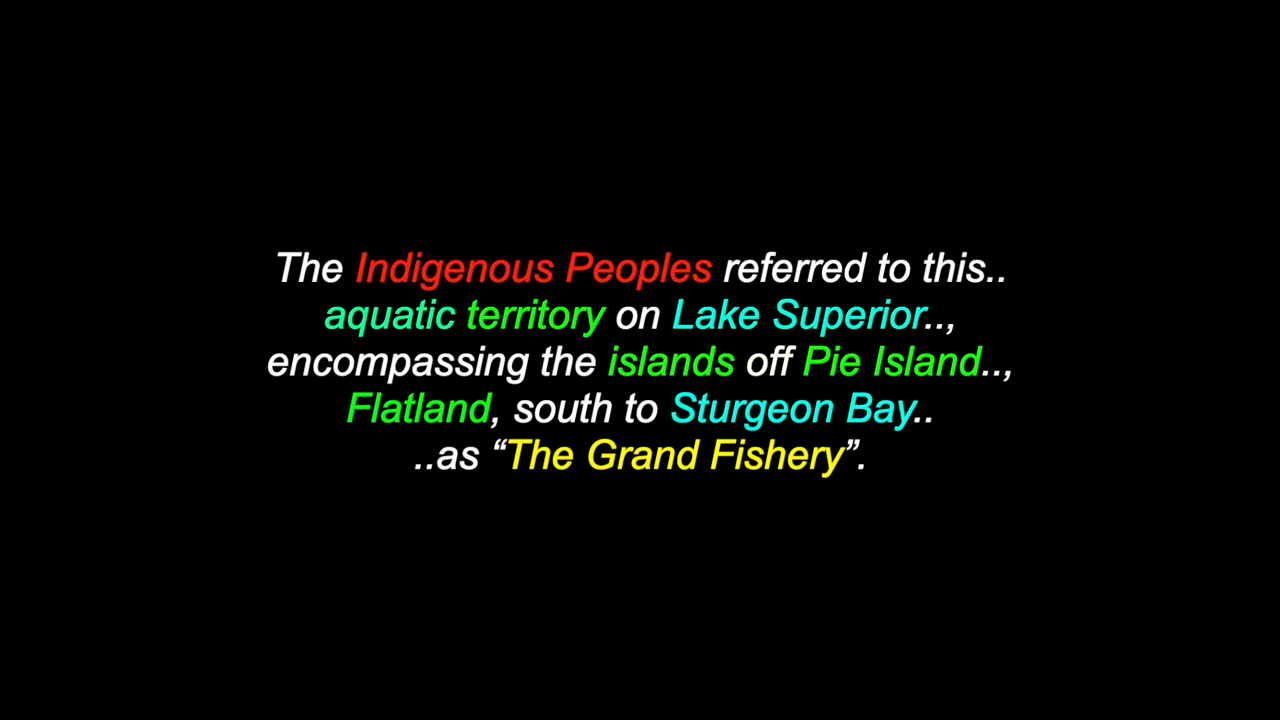 The Indigenous Peoples referred to this..
aquatic territory on Lake Superior..,
encompassing the islands off Pie Island..,
Flatland, south to Sturgeon Bay..
..as “The Grand Fishery”.